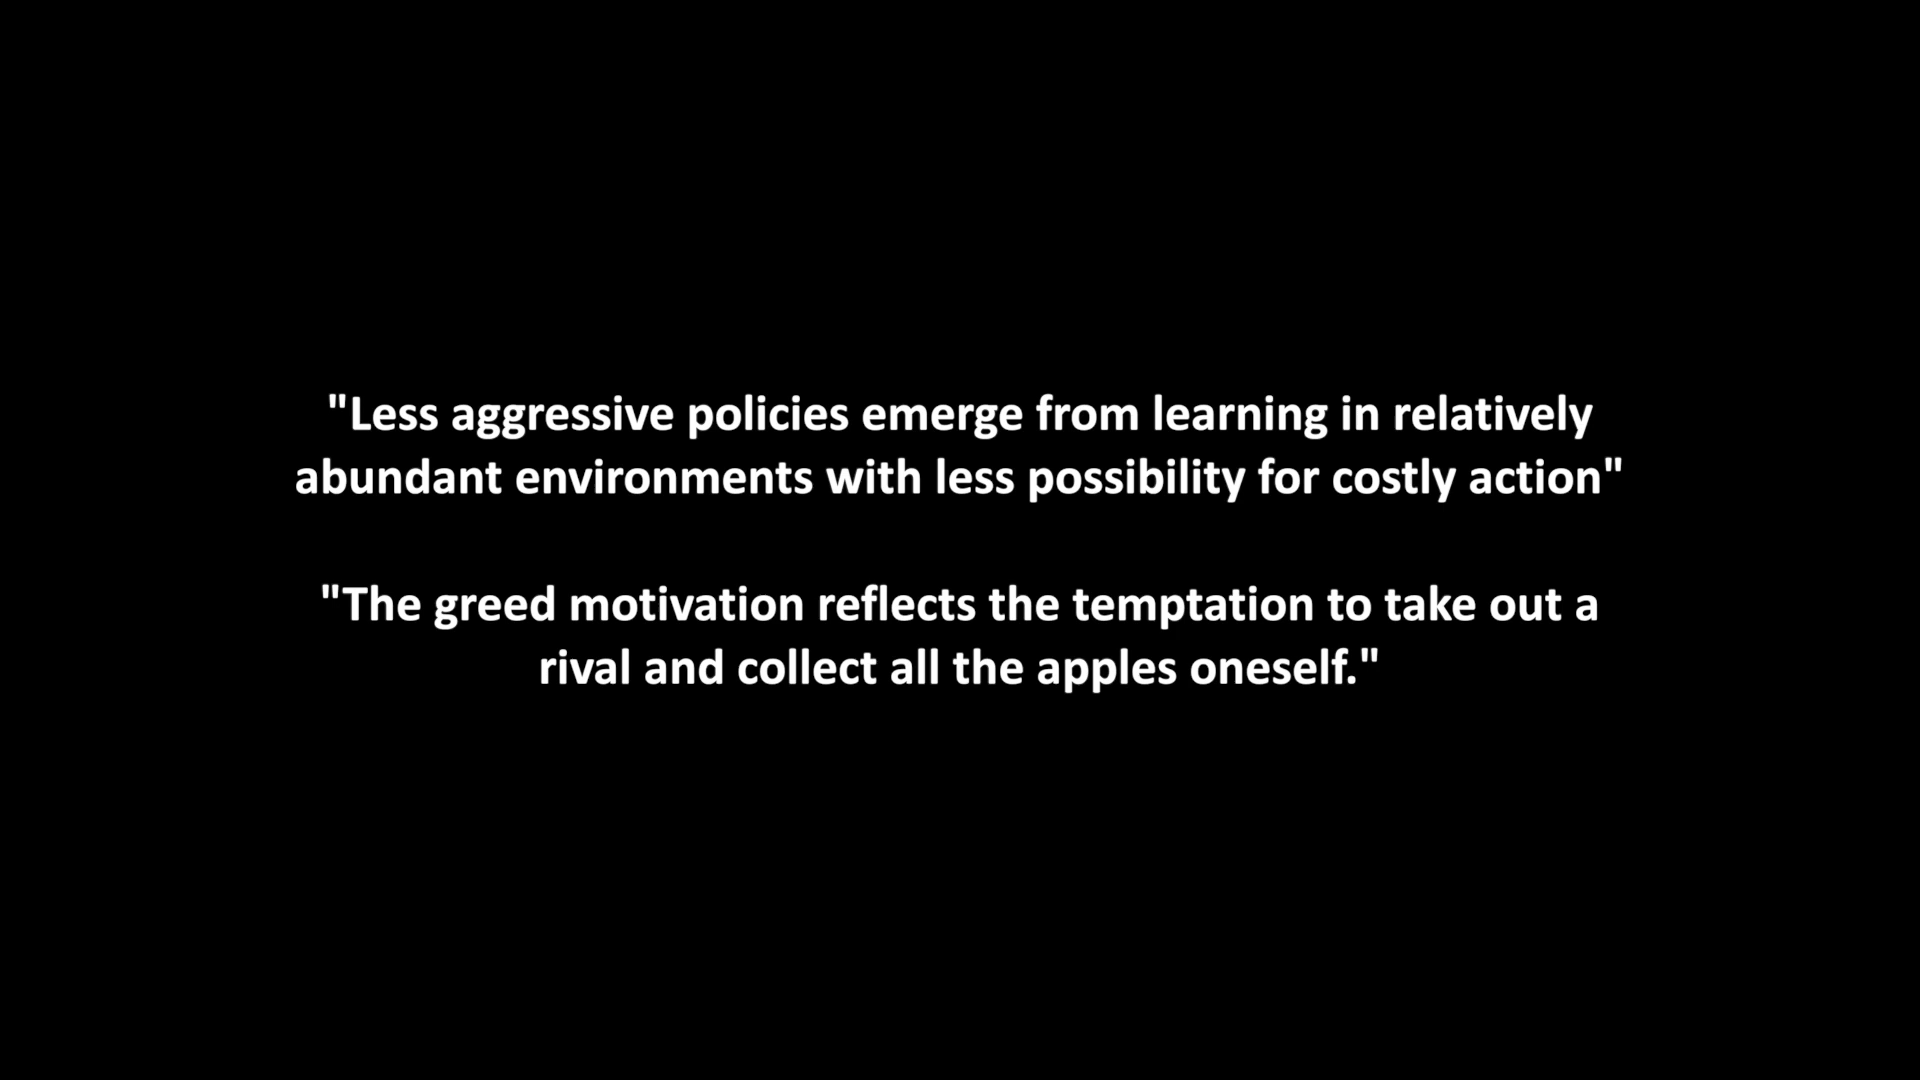 "Less aggressive policies emerge from learning in relatively
abundant environments with less possibility for costly action"
"The greed motivation reflects the temptation to take out a
rival and collect all the apples oneself."